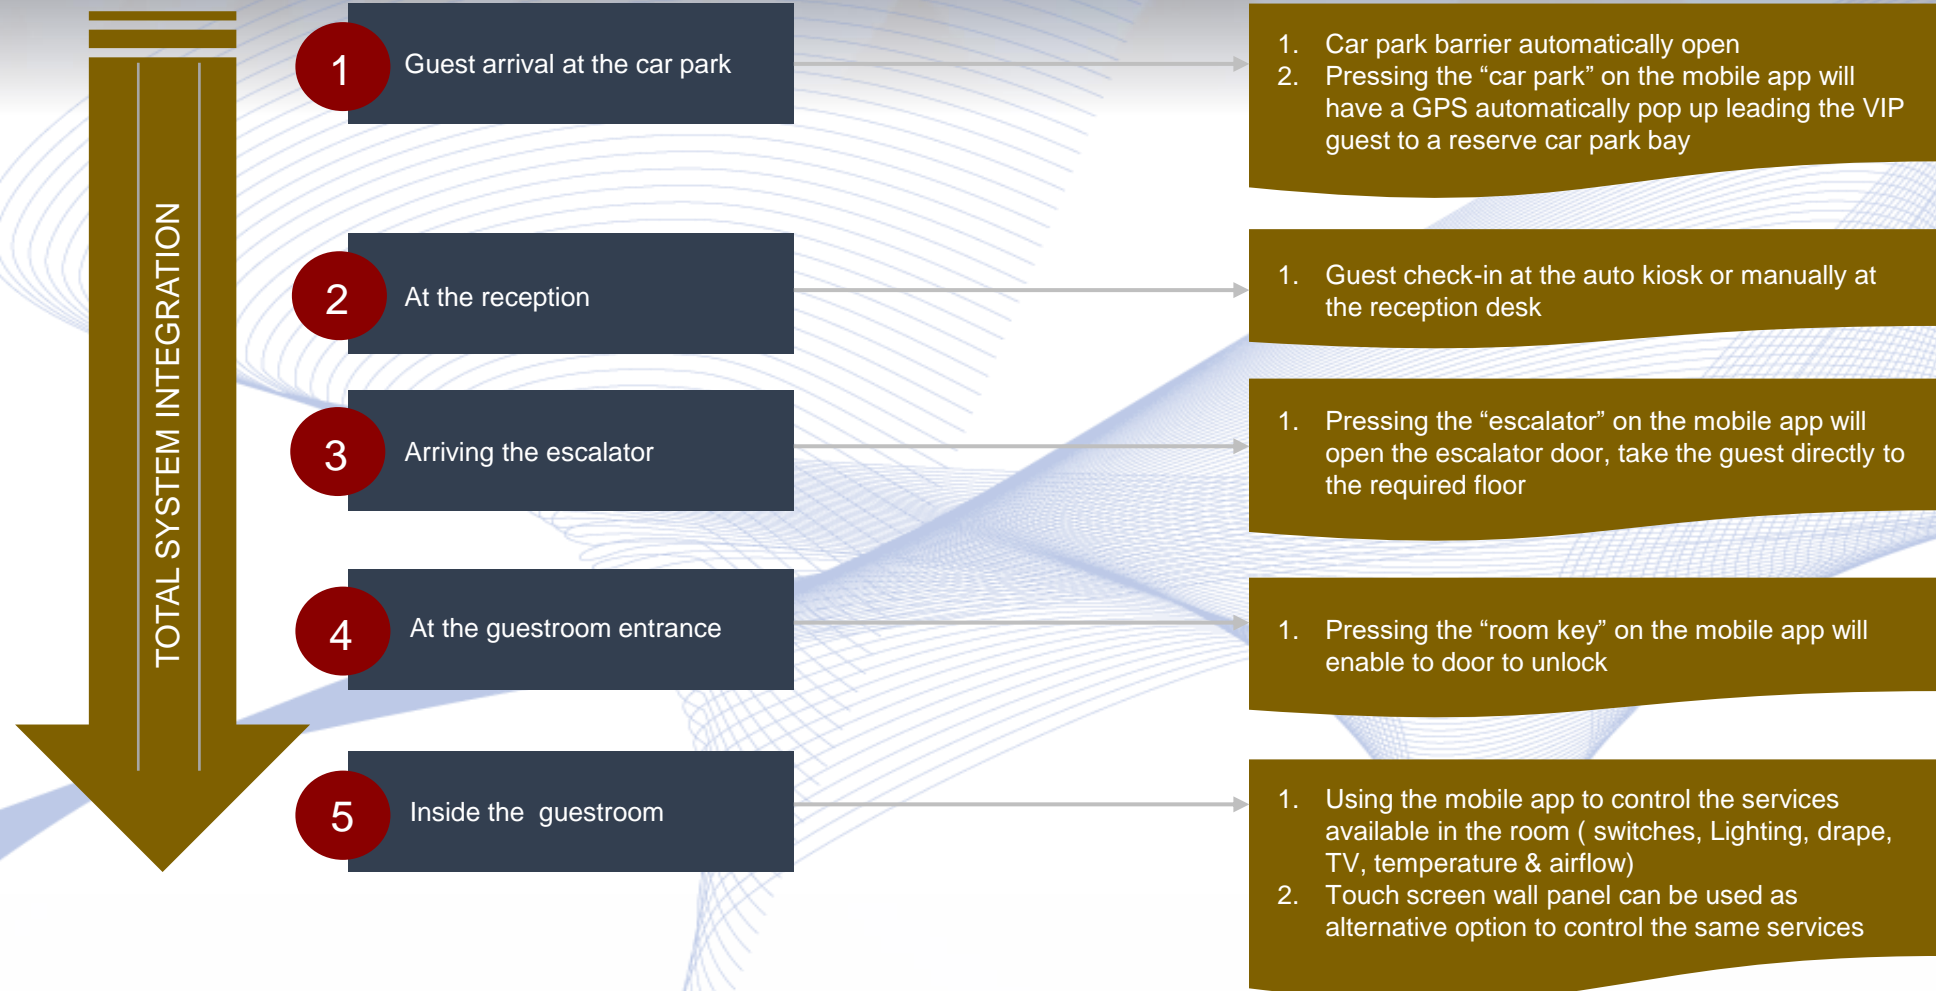 TOTAL SYSTEM INTEGRATION
1
Guest arrival at the car park
1. Car park barrier automatically open
2. Pressing the “car park” on the mobile app will
have a GPS automatically pop up leading the VIP
guest to a reserve car park bay
2
At the reception
1. Guest check-in at the auto kiosk or manually at
the reception desk
3
Arriving the escalator
1. Pressing the “escalator” on the mobile app will
open the escalator door, take the guest directly to
the required floor
4
At the guestroom entrance
1. Pressing the “room key” on the mobile app will
enable to door to unlock
5
Inside the  guestroom
1. Using the mobile app to control the services
available in the room ( switches, Lighting, drape,
TV, temperature & airflow)
2. Touch screen wall panel can be used as
alternative option to control the same services